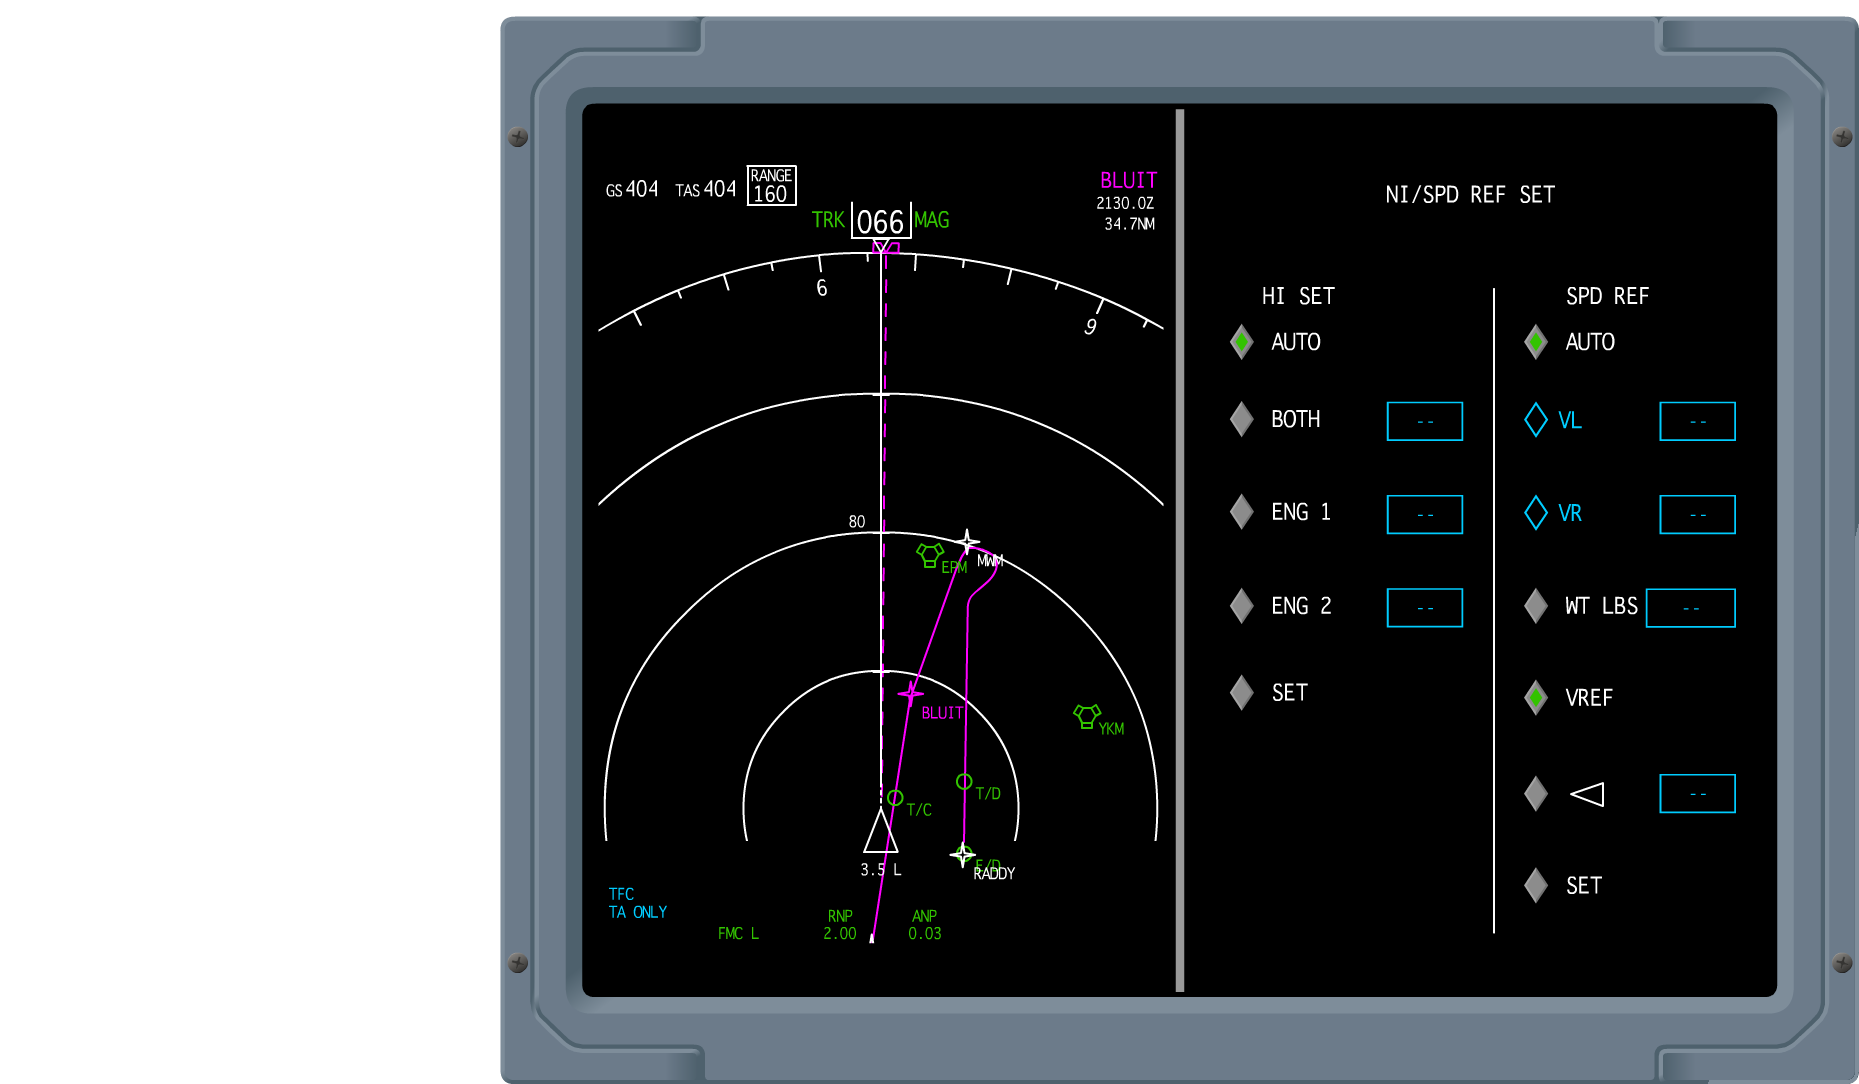 GS 404 TAS 404 RANGE 160
TRK 066 MAG
BLUIT
2130.0Z
34.7NM
6
9
80
EPM
MWM
BLUIT
YKM
T/D
T/C
E/D
RADDY
3.5 L
TFC
TA ONLY
RNP
2.00
ANP
0.03
FMC L
NI/SPD REF SET
HI SET
AUTO
BOTH --
ENG 1 --
ENG 2 --
SET
SPD REF
AUTO
VL --
VR --
WT LBS --
VREF
--
SET